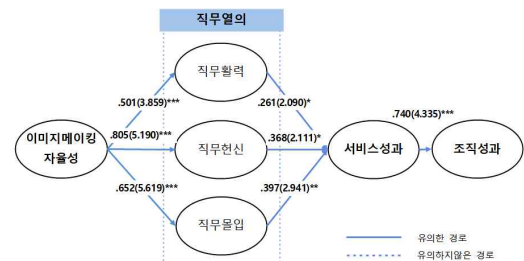 직무열의
직무활력
.501(3.859)***
.261(2.090)*
.740(4.335)***
이미지메이킹
자율성
.805(5.190)***
직무헌신
.368(2.111)*
서비스성과
조직성과
.652(5.619)***
.397(2.941)**
직무몰입
유의한 경로
유의하지않은 경로